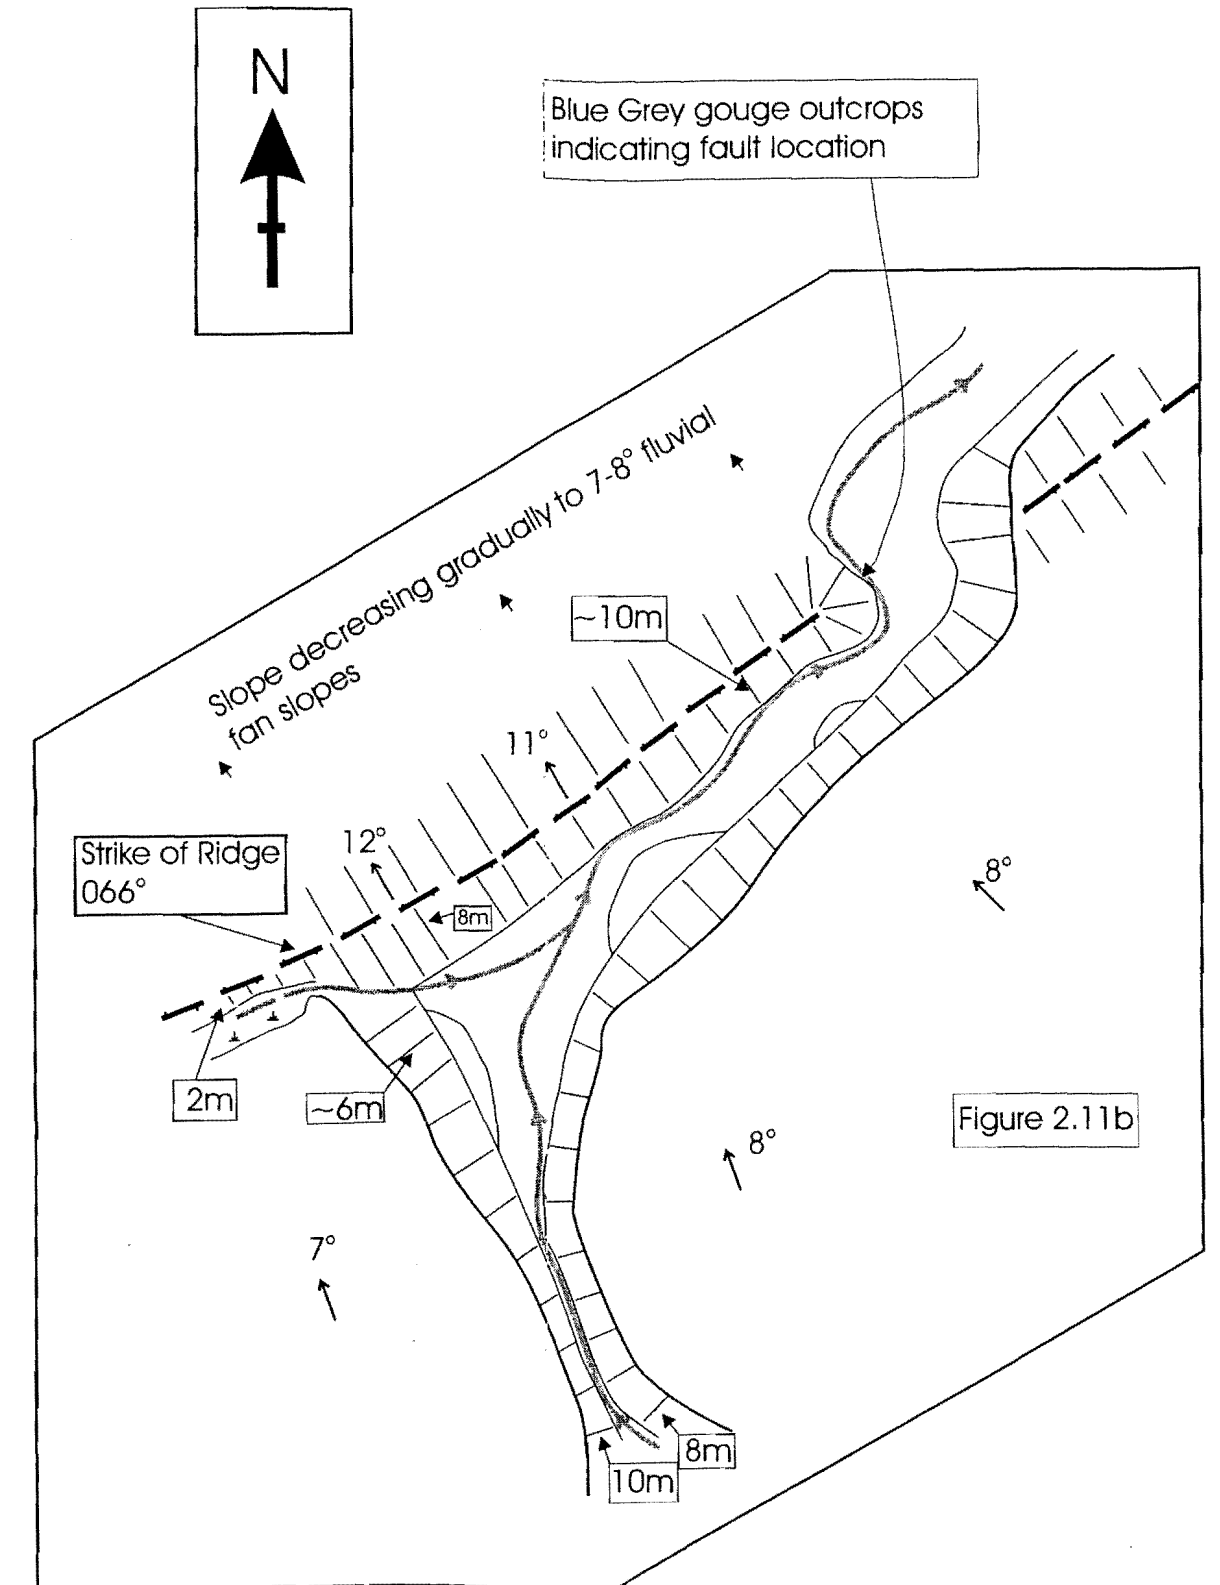 N
Blue Grey gouge outcrops
indicating fault location
Slope decreasing gradually to 7-8° fluvial
fan slopes
~10m
11°
12°
Strike of Ridge
066°
8m
8°
2m
~6m
Figure 2.11b
8°
7°
8m
10m